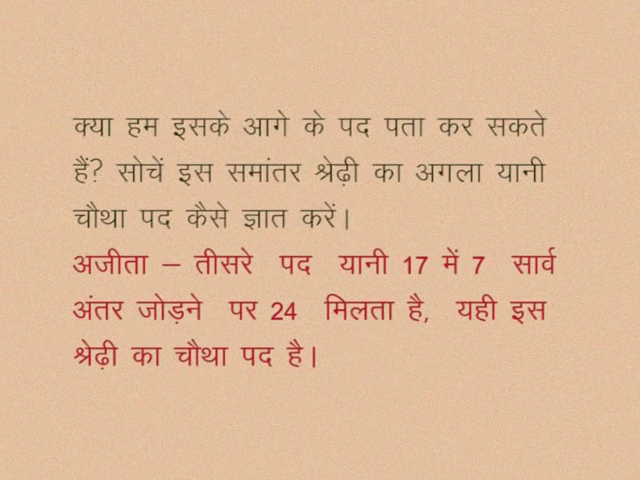 क्या हम इसके आगे के पद पता कर सकते
हैं? सोचें इस समांतर श्रेढ़ी का अगला यानी
चौथा पद कैसे ज्ञात करें।
अजीता – तीसरे पद यानी 17 में 7 सार्व
अंतर जोड़ने पर 24 मिलता है, यही इस
श्रेढ़ी का चौथा पद है।